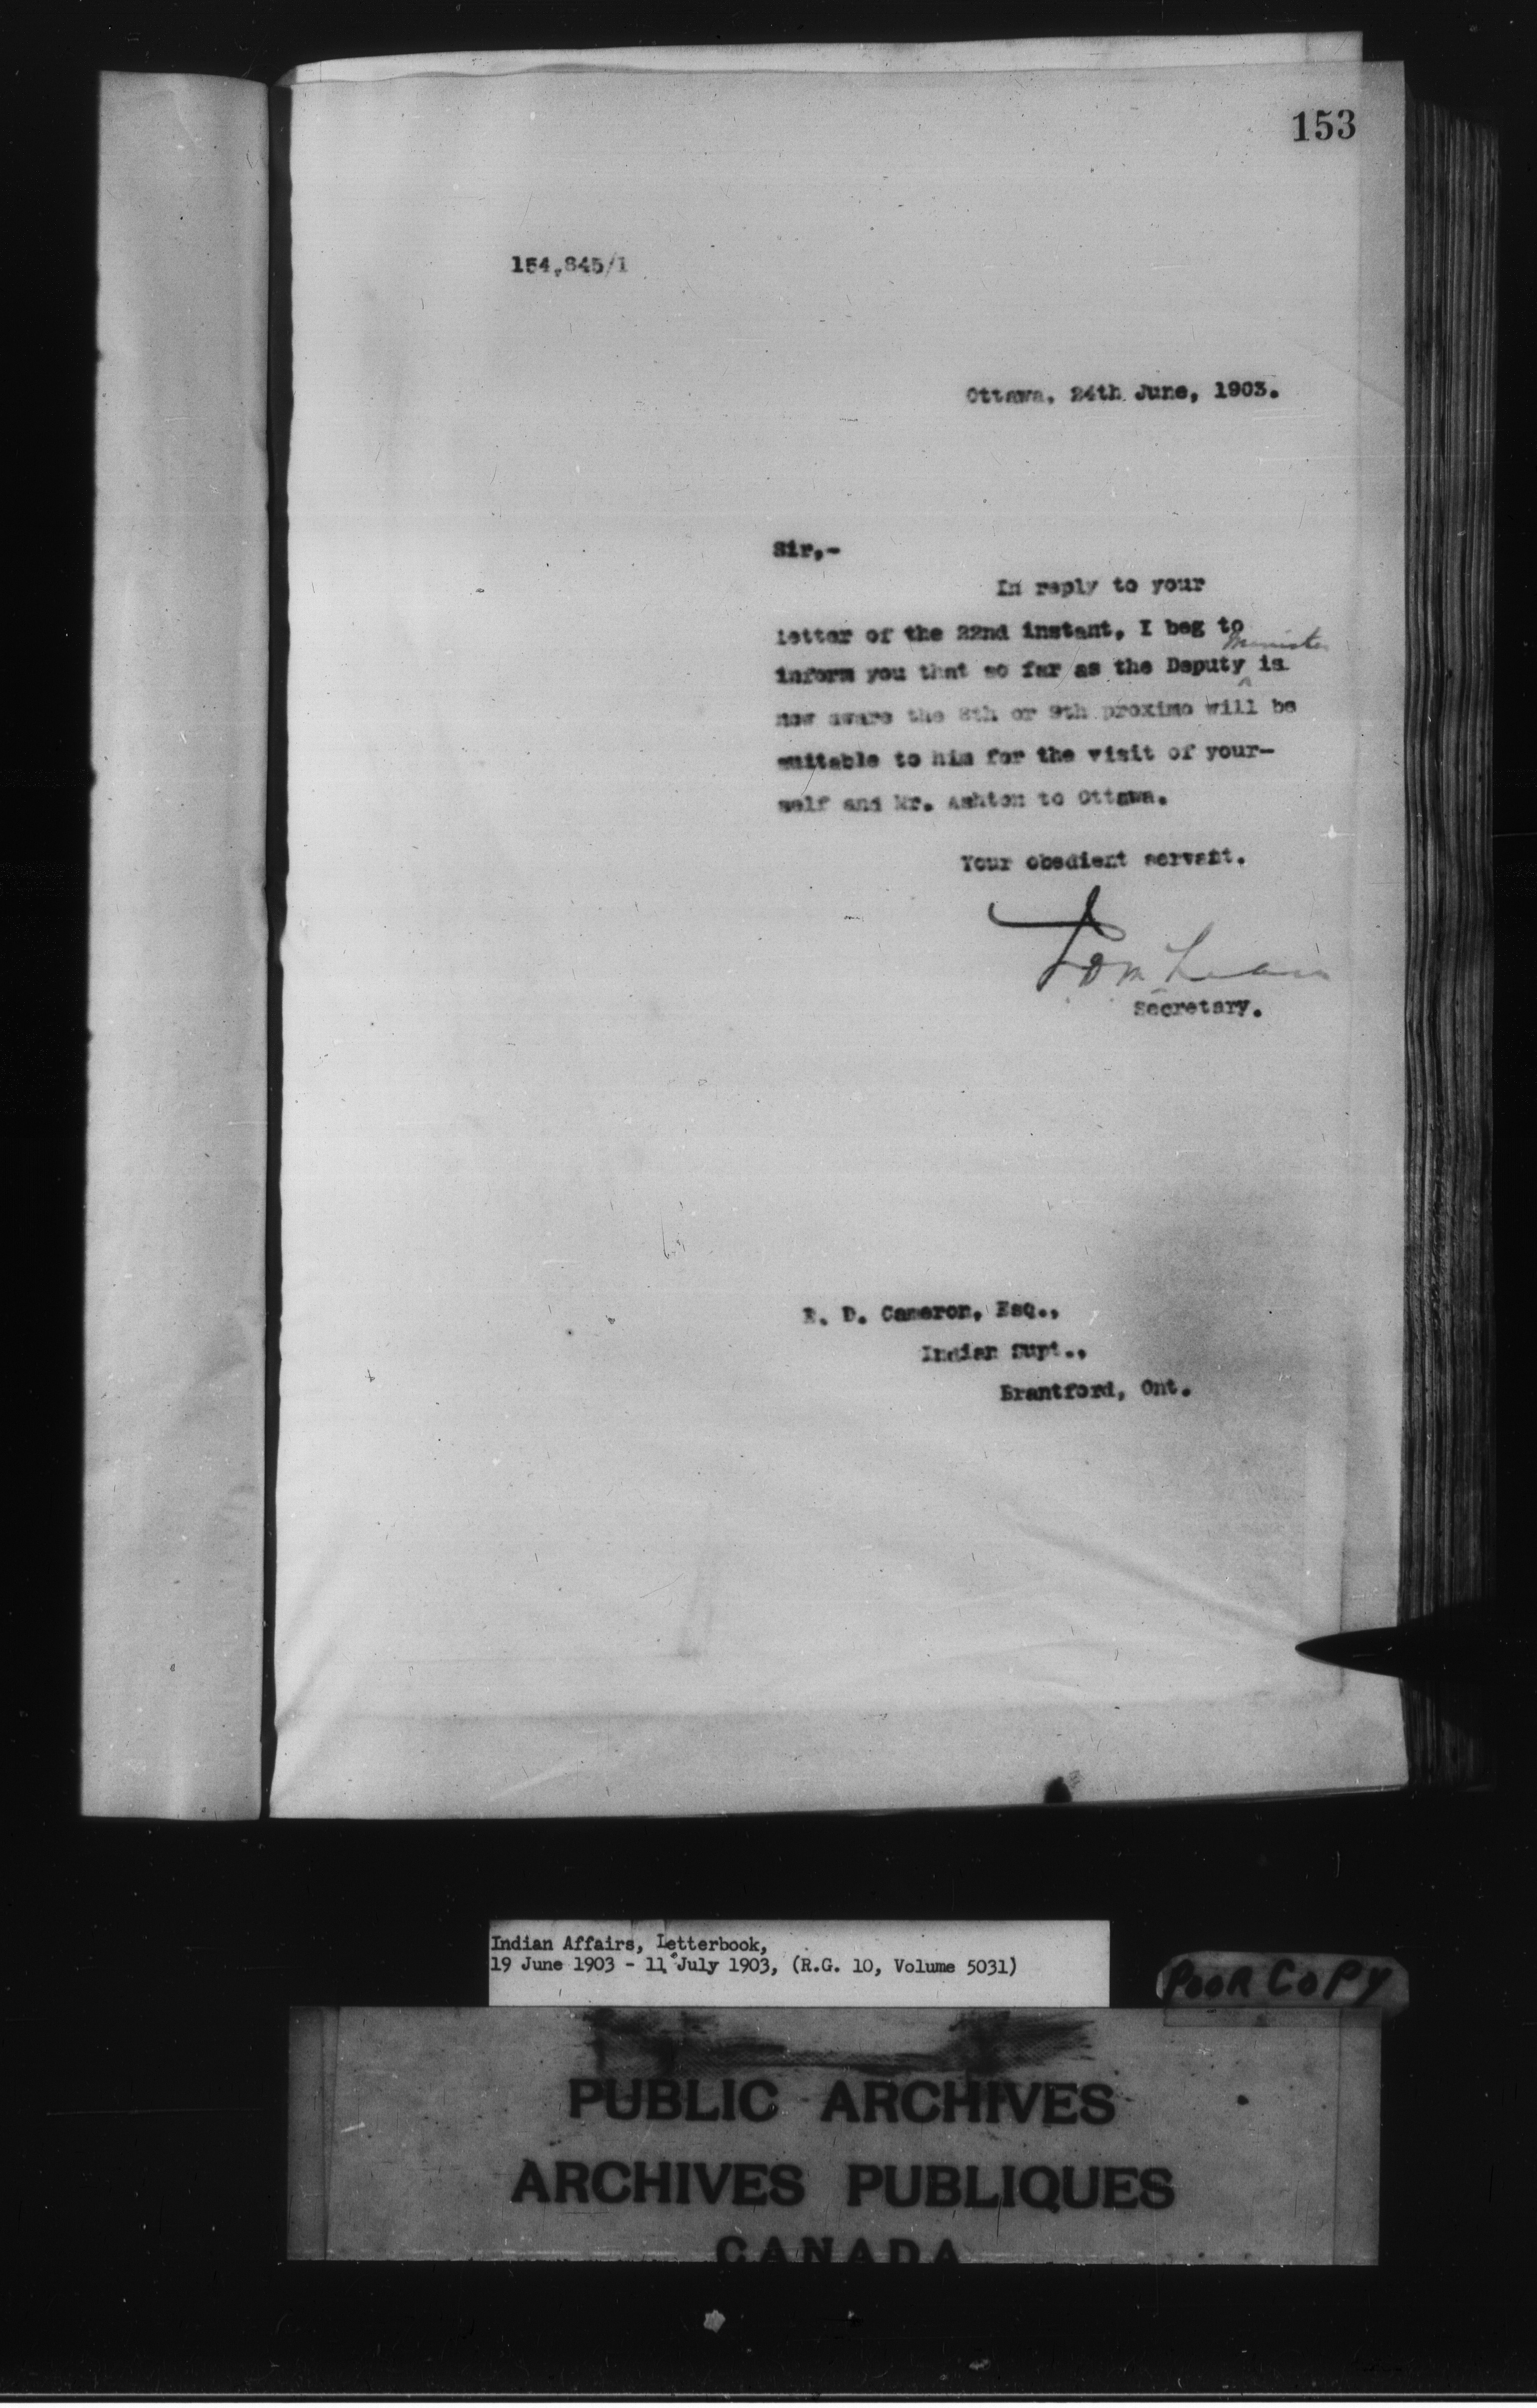 153
154,845/1
Ottawa, 24th June, 1903.
Sir,-
In reply to your
letter of the 22nd instant, I beg to
Minister
inform you that so far as the Deputy ^ is
now aware the 8th or 9th proximo will be
suitable to him for the visit of your-
self and Mr. Ashton to Ottawa.
Your obedient servant.
Secretary.
E. D. Cameron, Esq.,
Indian Supt.,
Brantford, Ont.
Indian Affairs, Letterbook,
19 June 1903 - 11 July 1903, (R.G. 10, Volume 5031)
POOR COPY
PUBLIC ARCHIVES
ARCHIVES PUBLIQUES
CANADA